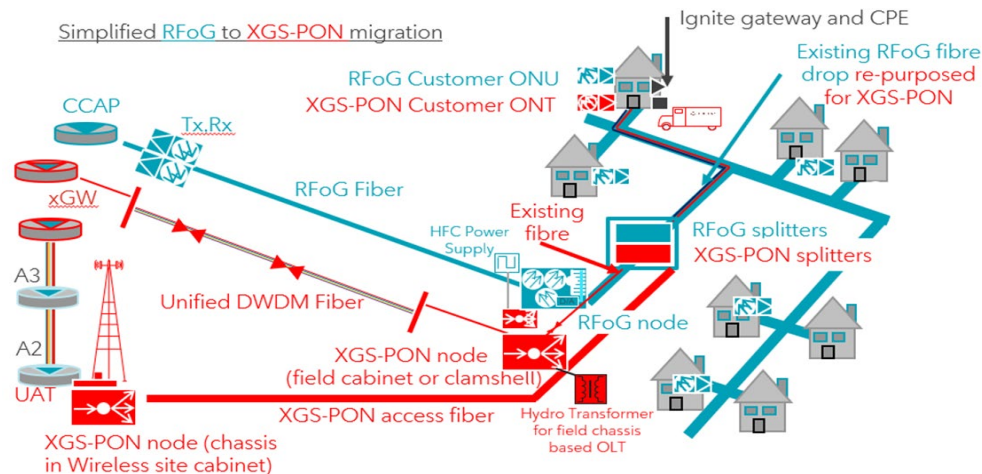 Simplified RFoG to XGS-PON migration
Ignite gateway and CPE
RFoG Customer ONU
XGS-PON Customer ONT
Existing RFoG fibre
drop re-purposed
for XGS-PON
CCAP
Tx.Rx
RFoG Fiber
xGW
Existing
fibre
HFC Power
Supply
RFoG splitters
XGS-PON splitters
A3
Unified DWDM Fiber
RFoG node
A2
XGS-PON node
(field cabinet or clamshell)
UAT
XGS-PON access fiber
Hydro Transformer
for field chassis
based OLT
XGS-PON node (chassis
in Wireless site cabinet)